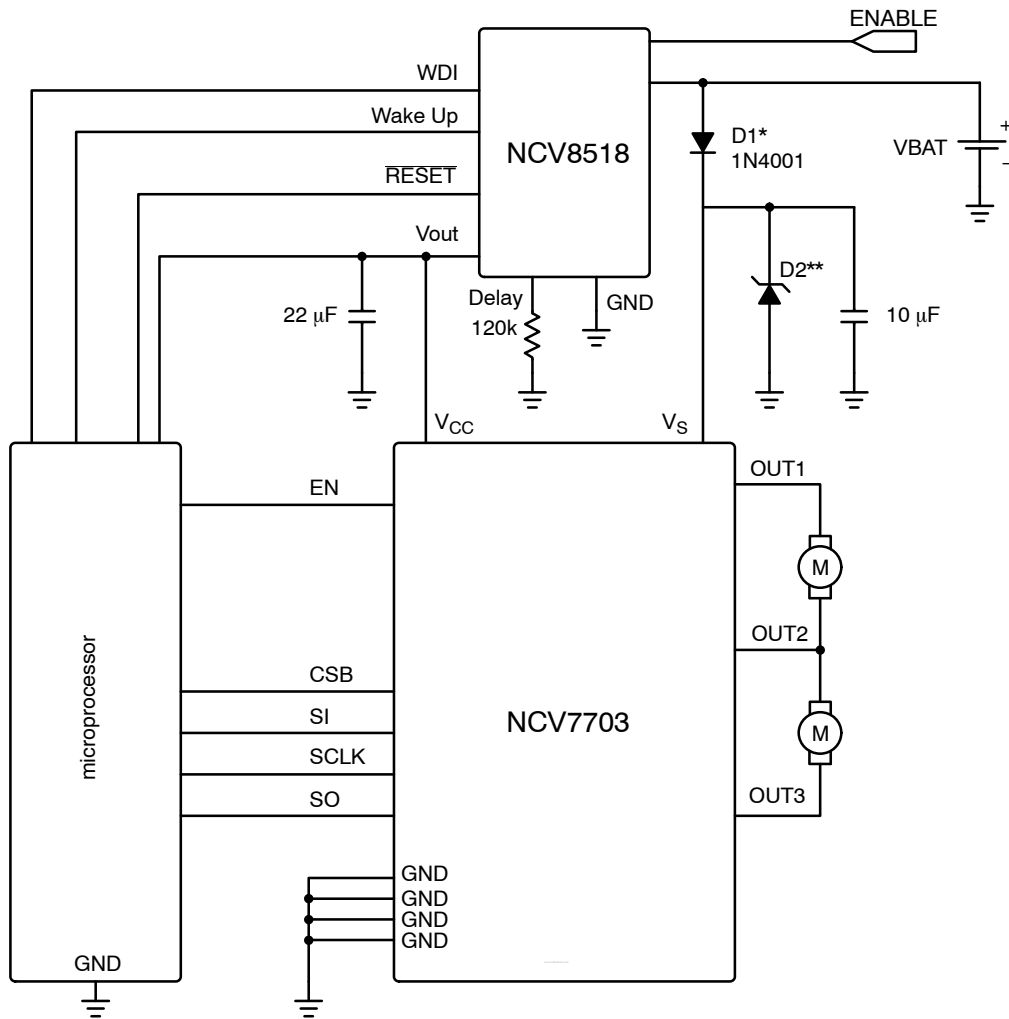 ENABLE
WDI
Wake Up
RESET
Vout
NCV8518
D1*
1N4001
VBAT
+
–
D2**
22 μF
Delay
120k
GND
10 μF
VCC
VS
EN
OUT1
M
OUT2
microprocessor
CSB
SI
SCLK
SO
NCV7703
M
OUT3
GND
GND
GND
GND
GND